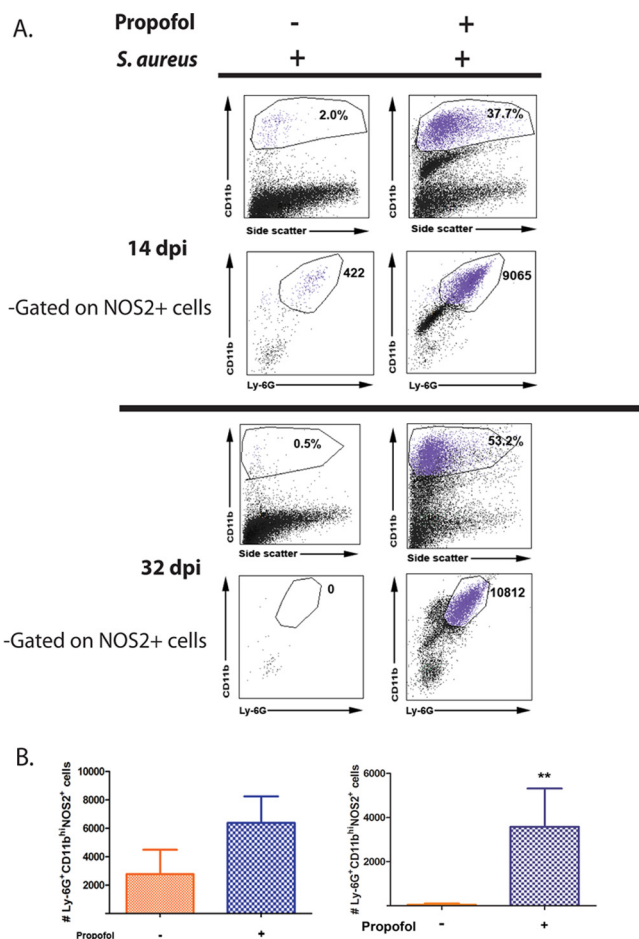 A.
Propofol - +
S. aureus + +
2.0% 37.7%
CD11b CD11b
Side scatter Side scatter
14 dpi
-Gated on NOS2+ cells
422 9065
CD11b CD11b
Ly-6G Ly-6G
0.5% 53.2%
CD11b CD11b
Side scatter Side scatter
32 dpi
-Gated on NOS2+ cells
0 10812
CD11b CD11b
Ly-6G Ly-6G
B.
# Ly-6G+CD11bhiNOS2+ cells
10000
8000
6000
4000
2000
Propofol - +
# Ly-6G+CD11bhiNOS2+ cells
6000
4000
2000
**
Propofol - +